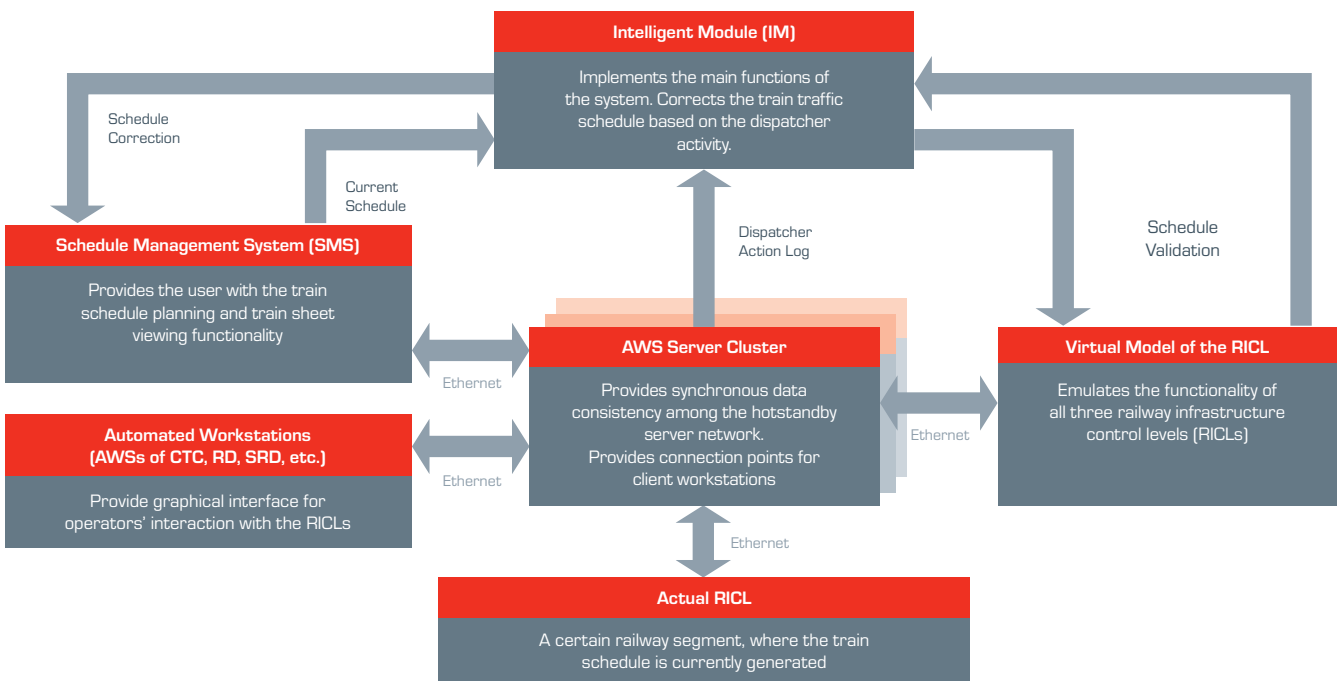 Intelligent Module (IM)
Implements the main functions of
the system. Corrects the train traffic
schedule based on the dispatcher
activity.
Schedule
Correction
Current
Schedule
Schedule Management System (SMS)
Provides the user with the train
schedule planning and train sheet
viewing functionality
Dispatcher
Action Log
Schedule
Validation
AWS Server Cluster
Provides synchronous data
consistency among the hotstandby
server network.
Provides connection points for
client workstations
Virtual Model of the RICL
Emulates the functionality of
all three railway infrastructure
control levels (RICLs)
Ethernet
Ethernet
Ethernet
Automated Workstations
(AWSs of CTC, RD, SRD, etc.)
Provide graphical interface for
operators' interaction with the RICLs
Ethernet
Actual RICL
A certain railway segment, where the train
schedule is currently generated